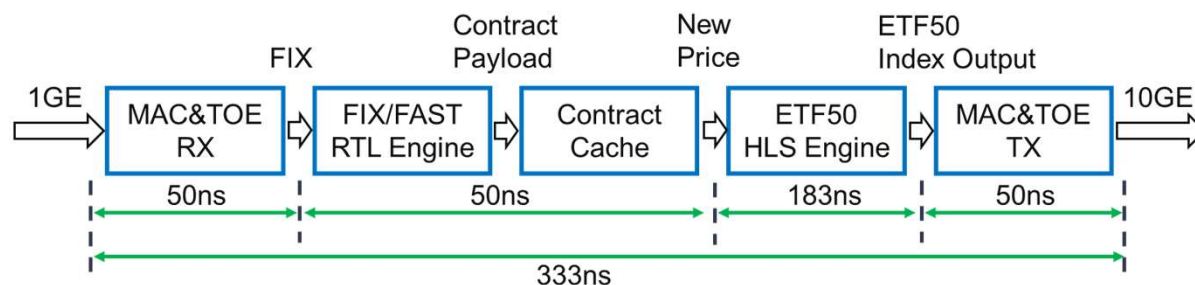 1GE
MAC&TOE
RX
FIX
FIX/FAST
RTL Engine
Contract
Payload
Contract
Cache
New
Price
ETF50
HLS Engine
ETF50
Index Output
MAC&TOE
TX
10GE
50ns
50ns
183ns
50ns
333ns